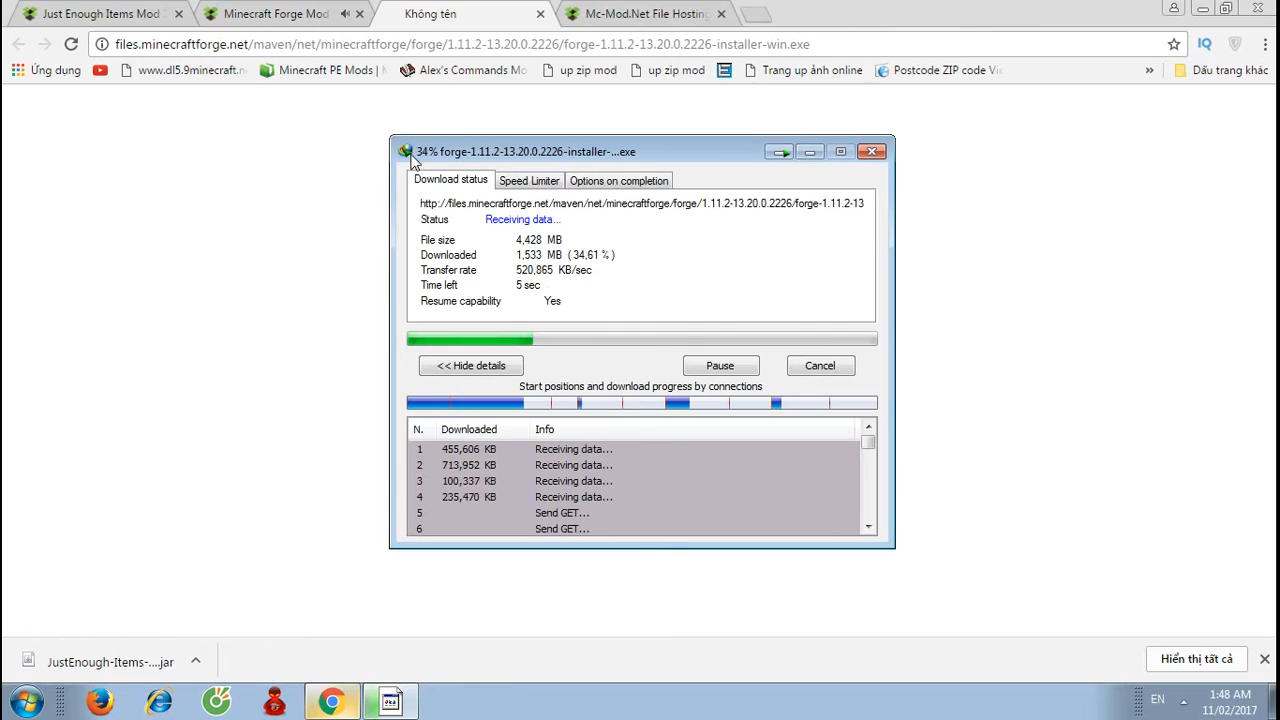 Just Enough Items Mod
Minecraft Forge Mod
Không tên
Mc-Mod.Net File Hosting
files.minecraftforge.net/maven/net/minecraftforge/forge/1.11.2-13.20.0.2226/forge-1.11.2-13.20.0.2226-installer-win.exe
IQ
Ứng dụng
www.dl5.9minecraft.ne
Minecraft PE Mods |
Alex's Commands Mo
up zip mod
up zip mod
Trang up ảnh online
Postcode ZIP code Vi
»
Dấu trang khác
34% forge-1.11.2-13.20.0.2226-installer-...exe
Download status
Speed Limiter
Options on completion
http://files.minecraftforge.net/maven/net/minecraftforge/forge/1.11.2-13.20.0.2226/forge-1.11.2-13
Status Receiving data...
File size 4,428 MB
Downloaded 1,533 MB ( 34,61 % )
Transfer rate 520,865 KB/sec
Time left 5 sec
Resume capability Yes
<< Hide details
Pause
Cancel
Start positions and download progress by connections
N. Downloaded Info
1 455,606 KB Receiving data...
2 713,952 KB Receiving data...
3 100,337 KB Receiving data...
4 235,470 KB Receiving data...
5 Send GET...
6 Send GET...
JustEnough-Items-....jar
Hiển thị tất cả
EN
1:48 AM
11/02/2017